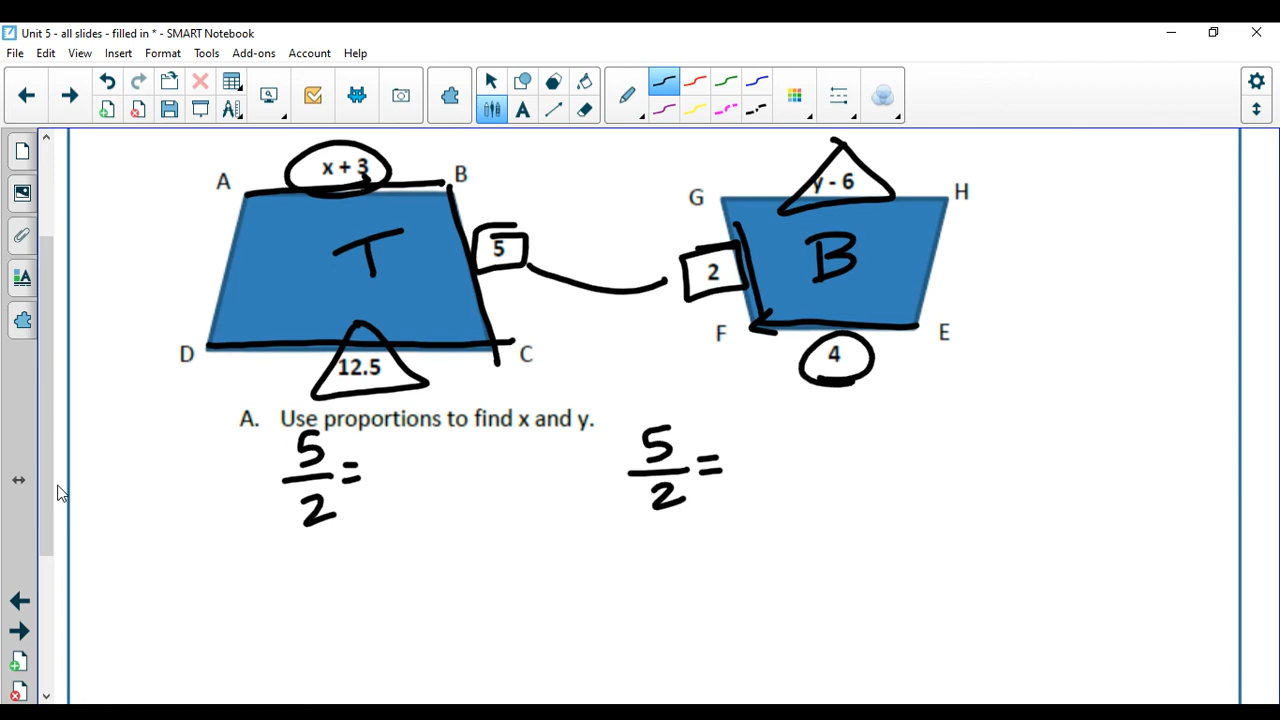 Unit 5 - all slides - filled in * - SMART Notebook
File Edit View Insert Format Tools Add-ons Account Help
x + 3 y - 6
A B G H
T 5 2 B
D C F E
12.5 4
A. Use proportions to find x and y.
5/2 = 5/2 =